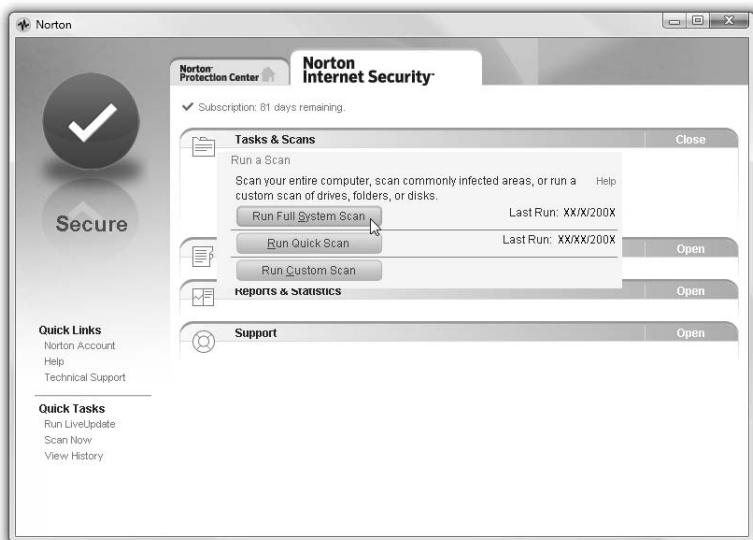 Norton
Norton
Protection Center
Norton
Internet Security
Subscription: 81 days remaining.
Secure
Tasks & Scans
Close
Run a Scan
Scan your entire computer, scan commonly infected areas, or run a
custom scan of drives, folders, or disks.
Help
Run Full System Scan
Last Run: XX/X/200X
Run Quick Scan
Last Run: XX/XX/200X
Run Custom Scan
Open
Reports & Statistics
Open
Support
Open
Quick Links
Norton Account
Help
Technical Support
Quick Tasks
Run LiveUpdate
Scan Now
View History